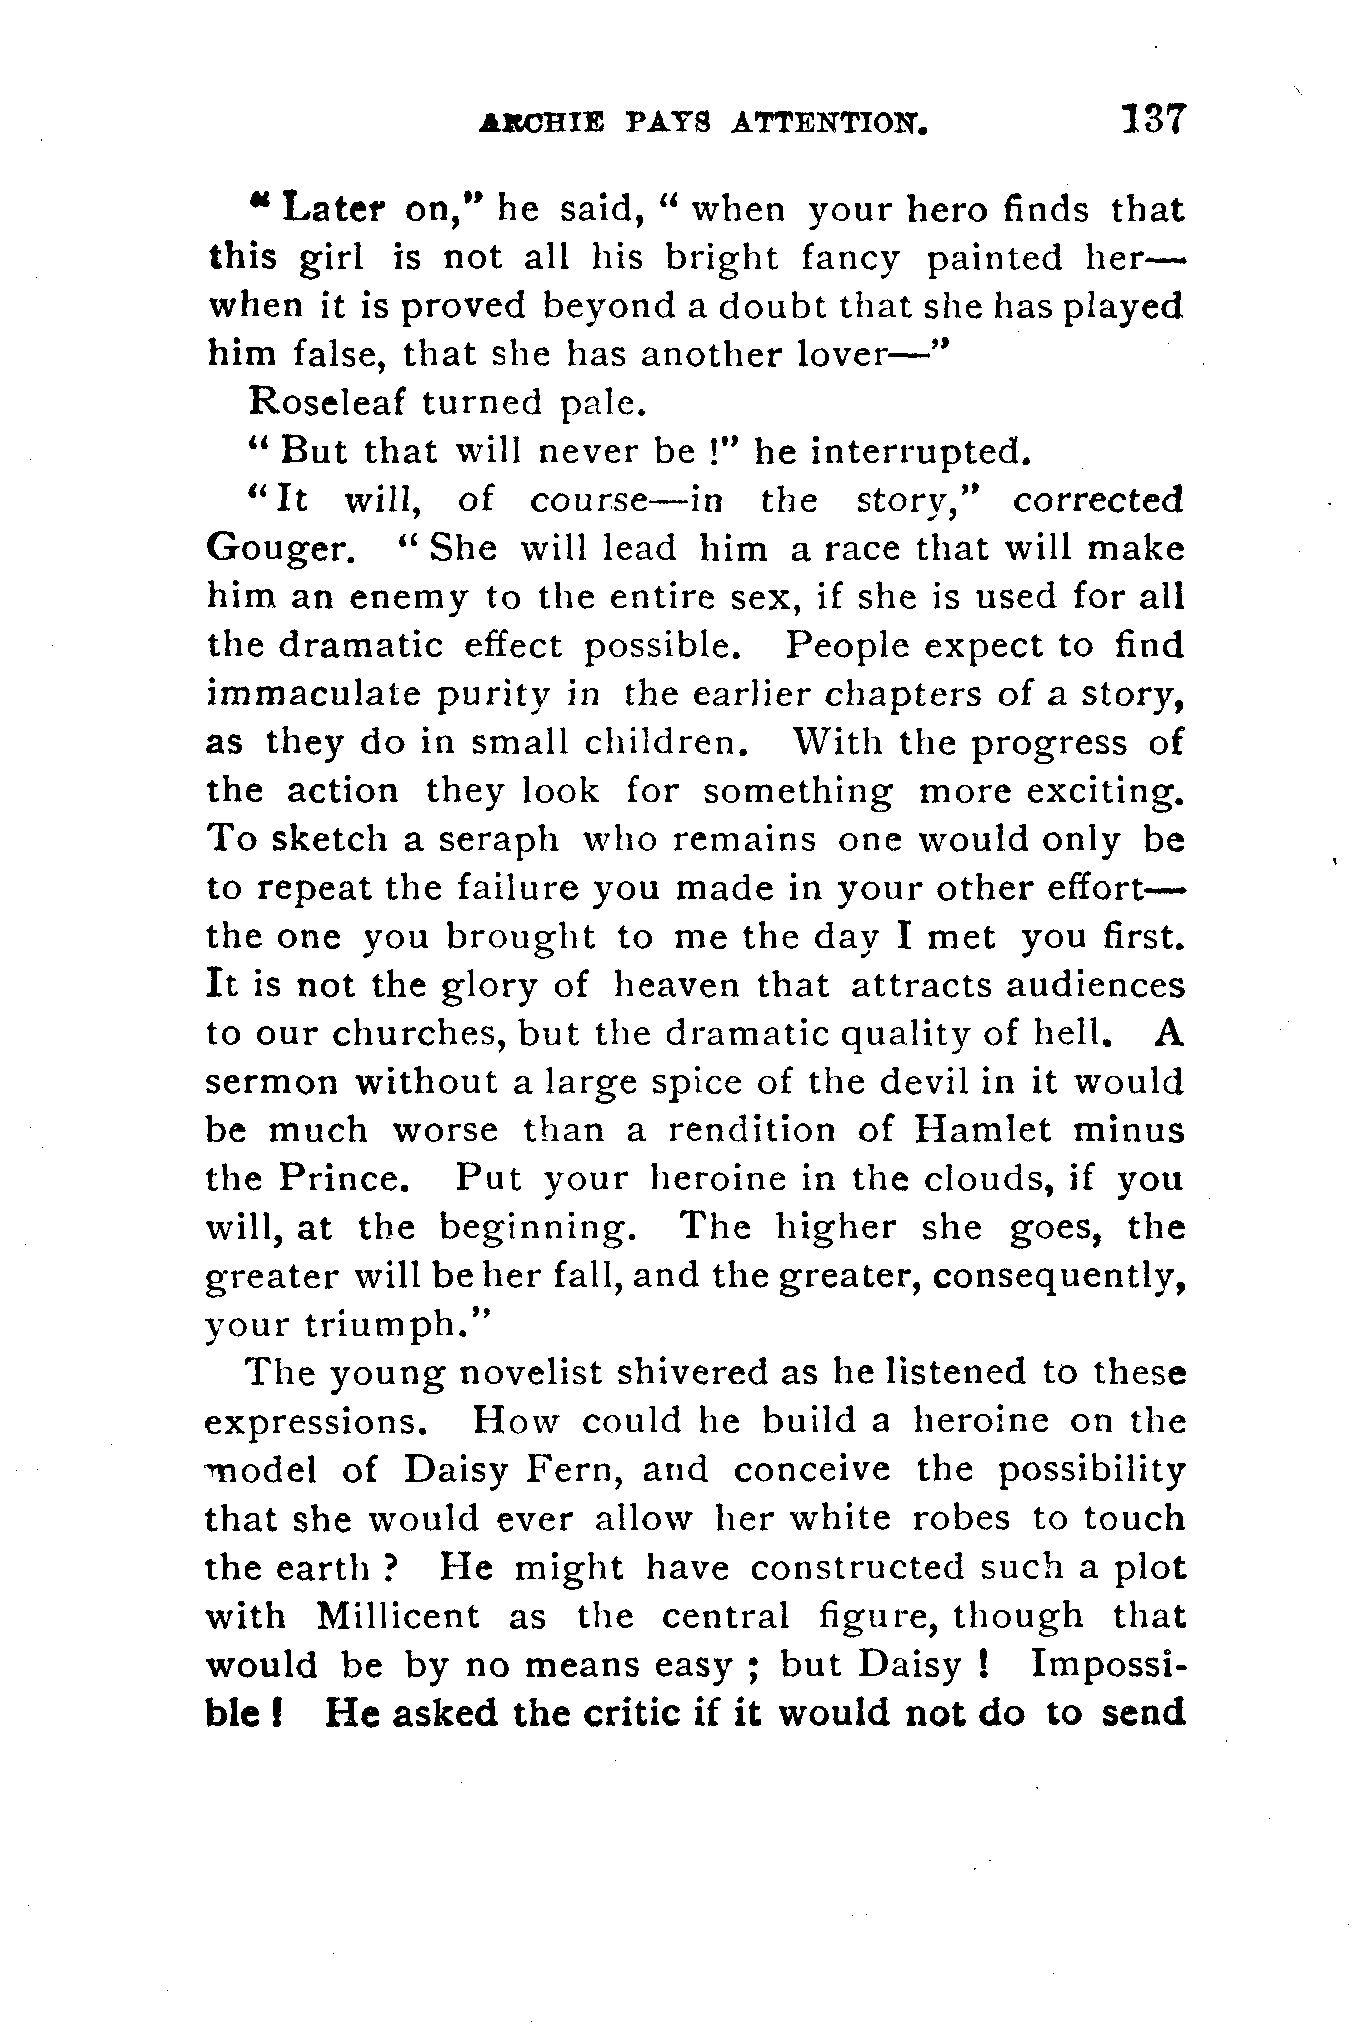 ARCHIE PAYS ATTENTION. 137
" Later on," he said, " when your hero finds that
this girl is not all his bright fancy painted her—
when it is proved beyond a doubt that she has played
him false, that she has another lover—"
Roseleaf turned pale.
" But that will never be !" he interrupted.
" It will, of course—in the story," corrected
Gouger. " She will lead him a race that will make
him an enemy to the entire sex, if she is used for all
the dramatic effect possible. People expect to find
immaculate purity in the earlier chapters of a story,
as they do in small children. With the progress of
the action they look for something more exciting.
To sketch a seraph who remains one would only be
to repeat the failure you made in your other effort—
the one you brought to me the day I met you first.
It is not the glory of heaven that attracts audiences
to our churches, but the dramatic quality of hell. A
sermon without a large spice of the devil in it would
be much worse than a rendition of Hamlet minus
the Prince. Put your heroine in the clouds, if you
will, at the beginning. The higher she goes, the
greater will be her fall, and the greater, consequently,
your triumph."
The young novelist shivered as he listened to these
expressions. How could he build a heroine on the
model of Daisy Fern, and conceive the possibility
that she would ever allow her white robes to touch
the earth ? He might have constructed such a plot
with Millicent as the central figure, though that
would be by no means easy ; but Daisy ! Impossi-
ble ! He asked the critic if it would not do to send